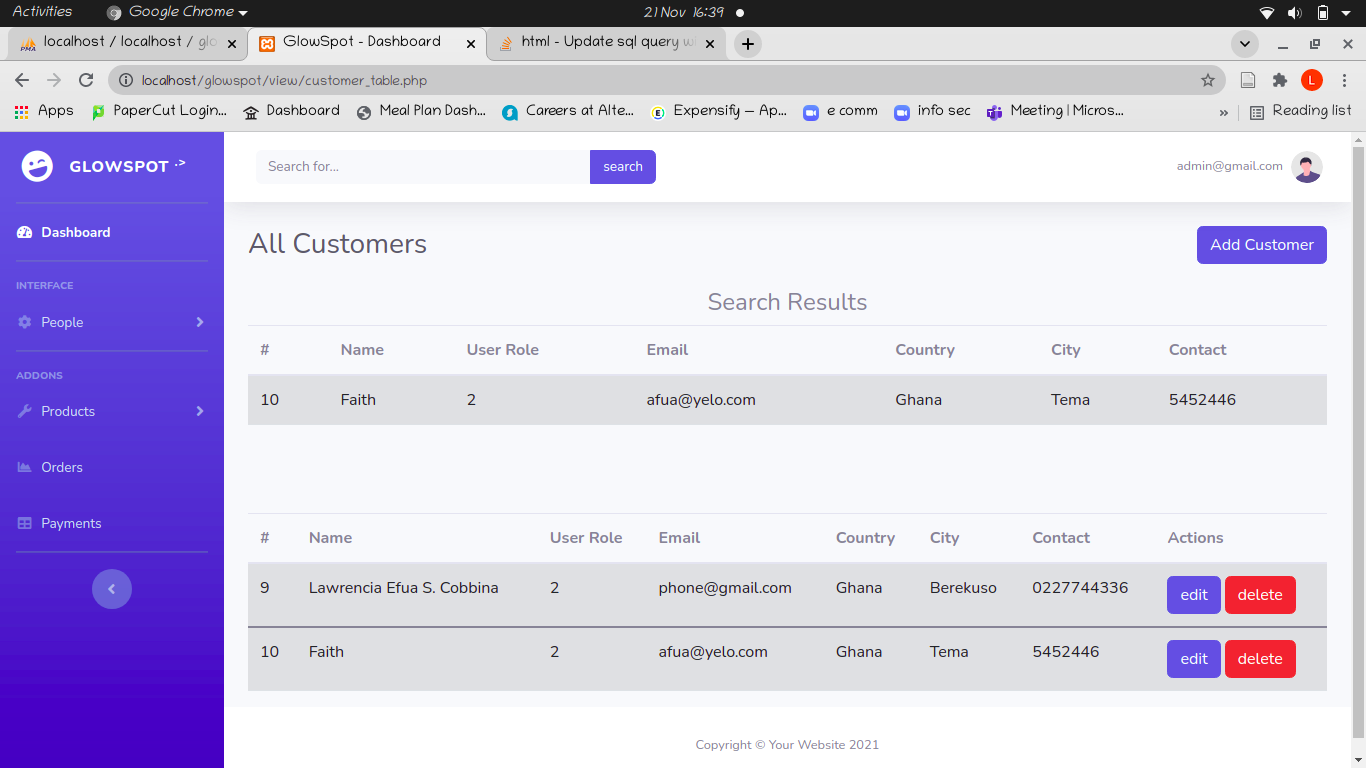 Activities Google Chrome 21 Nov 16:39
PMA localhost / localhost / glo GlowSpot - Dashboard html - Update sql query wi
localhost/glowspot/view/customer_table.php L
Apps PaperCut Login... Dashboard Meal Plan Dash... Careers at Alte... Expensify – Ap... e comm info sec Meeting | Micros... » Reading list
GLOWSPOT .>
Search for... search admin@gmail.com
Dashboard
INTERFACE
People
ADDONS
Products
Orders
Payments
All Customers Add Customer
Search Results
# Name User Role Email Country City Contact
10 Faith 2 afua@yelo.com Ghana Tema 5452446
# Name User Role Email Country City Contact Actions
9 Lawrencia Efua S. Cobbina 2 phone@gmail.com Ghana Berekuso 0227744336 edit delete
10 Faith 2 afua@yelo.com Ghana Tema 5452446 edit delete
Copyright © Your Website 2021